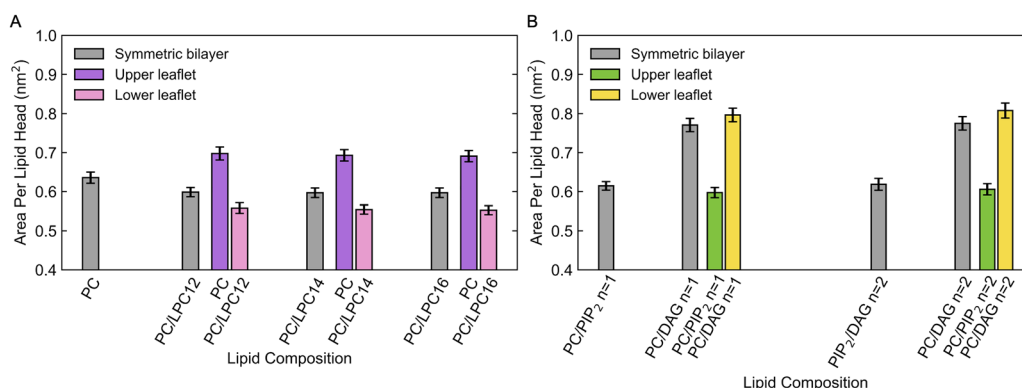 A
Area Per Lipid Head (nm²)
1.0
0.9
0.8
0.7
0.6
0.5
0.4
Symmetric bilayer
Upper leaflet
Lower leaflet
PC
PC/LPC12
PC
PC/LPC12
PC/LPC14
PC
PC/LPC14
PC/LPC16
PC
PC/LPC16
Lipid Composition
B
Area Per Lipid Head (nm²)
1.0
0.9
0.8
0.7
0.6
0.5
0.4
Symmetric bilayer
Upper leaflet
Lower leaflet
PC/PIP₂ n=1
PC/DAG n=1
PC/PIP₂ n=1
PC/DAG n=1
PIP₂/DAG n=2
PC/DAG n=2
PC/PIP₂ n=2
PC/DAG n=2
Lipid Composition